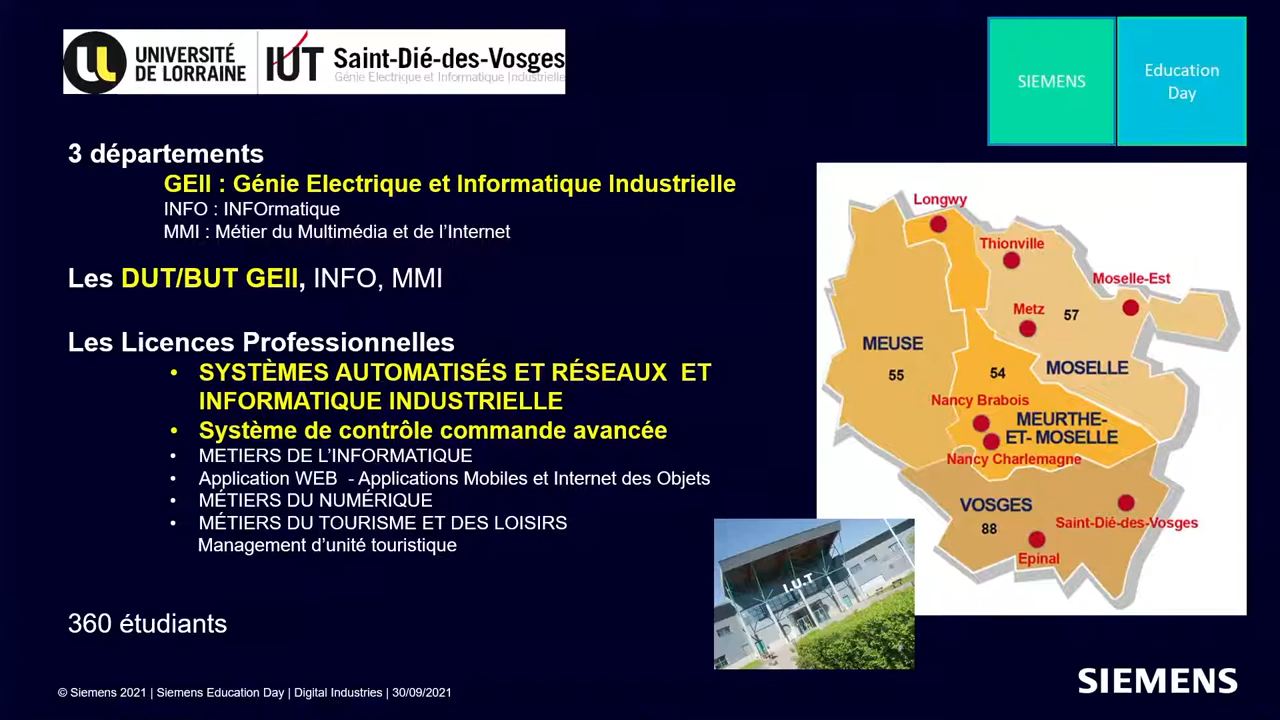 UNIVERSITÉ
DE LORRAINE
IUT Saint-Dié-des-Vosges
Génie Electrique et Informatique Industrielle
SIEMENS
Education
Day
3 départements
GEII : Génie Electrique et Informatique Industrielle
INFO : INFOrmatique
MMI : Métier du Multimédia et de l’Internet
Les DUT/BUT GEII, INFO, MMI
Les Licences Professionnelles
• SYSTÈMES AUTOMATISÉS ET RÉSEAUX ET
INFORMATIQUE INDUSTRIELLE
• Système de contrôle commande avancée
• METIERS DE L’INFORMATIQUE
• Application WEB - Applications Mobiles et Internet des Objets
• MÉTIERS DU NUMÉRIQUE
• MÉTIERS DU TOURISME ET DES LOISIRS
Management d’unité touristique
360 étudiants
Longwy
Thionville
Moselle-Est
Metz
57
MEUSE
55
54
MOSELLE
Nancy Brabois
MEURTHE-
ET- MOSELLE
Nancy Charlemagne
VOSGES
88
Saint-Dié-des-Vosges
Epinal
I.U.T
© Siemens 2021 | Siemens Education Day | Digital Industries | 30/09/2021
SIEMENS